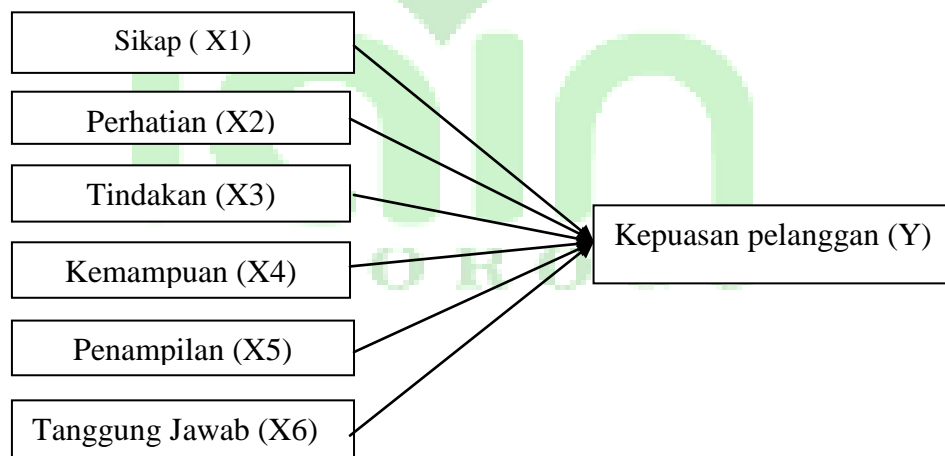 Sikap ( X1)
Perhatian (X2)
Tindakan (X3)
Kemampuan (X4)
Penampilan (X5)
Tanggung Jawab (X6)
Kepuasan pelanggan (Y)